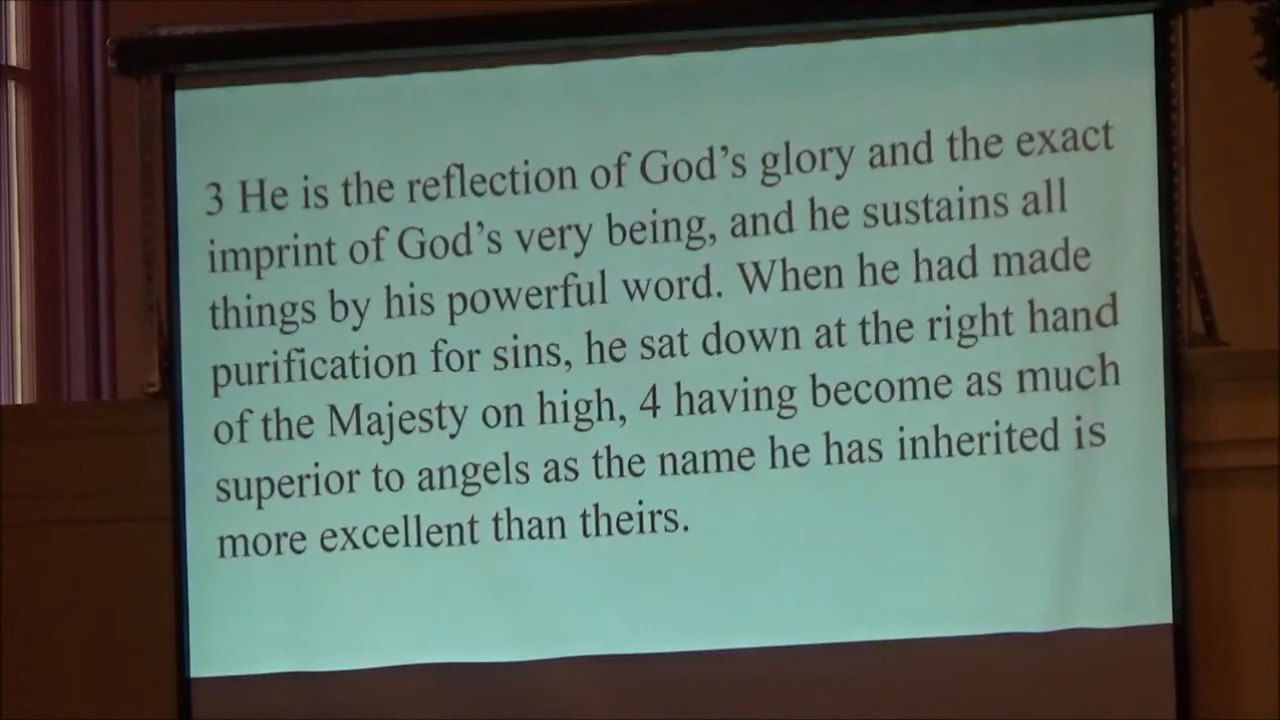 3 He is the reflection of God’s glory and the exact
imprint of God’s very being, and he sustains all
things by his powerful word. When he had made
purification for sins, he sat down at the right hand
of the Majesty on high, 4 having become as much
superior to angels as the name he has inherited is
more excellent than theirs.